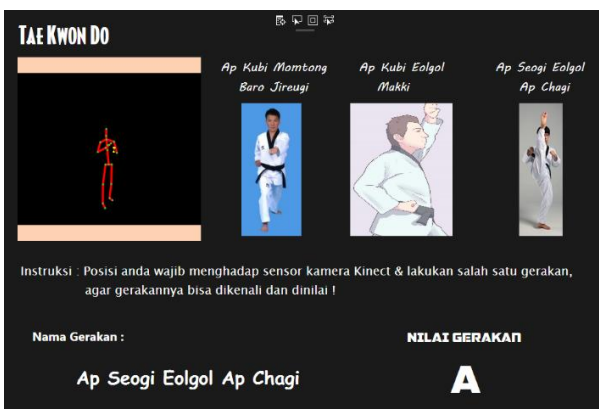 TAE KWON DO
Ap Kubi Momtong
Baro Jireugi
Ap Kubi Eolgol
Makki
Ap Seogi Eolgol
Ap Chagi
Instruksi : Posisi anda wajib menghadap sensor kamera Kinect & lakukan salah satu gerakan,
agar gerakannya bisa dikenali dan dinilai !
Nama Gerakan :
NILAI GERAKAN
Ap Seogi Eolgol Ap Chagi
A